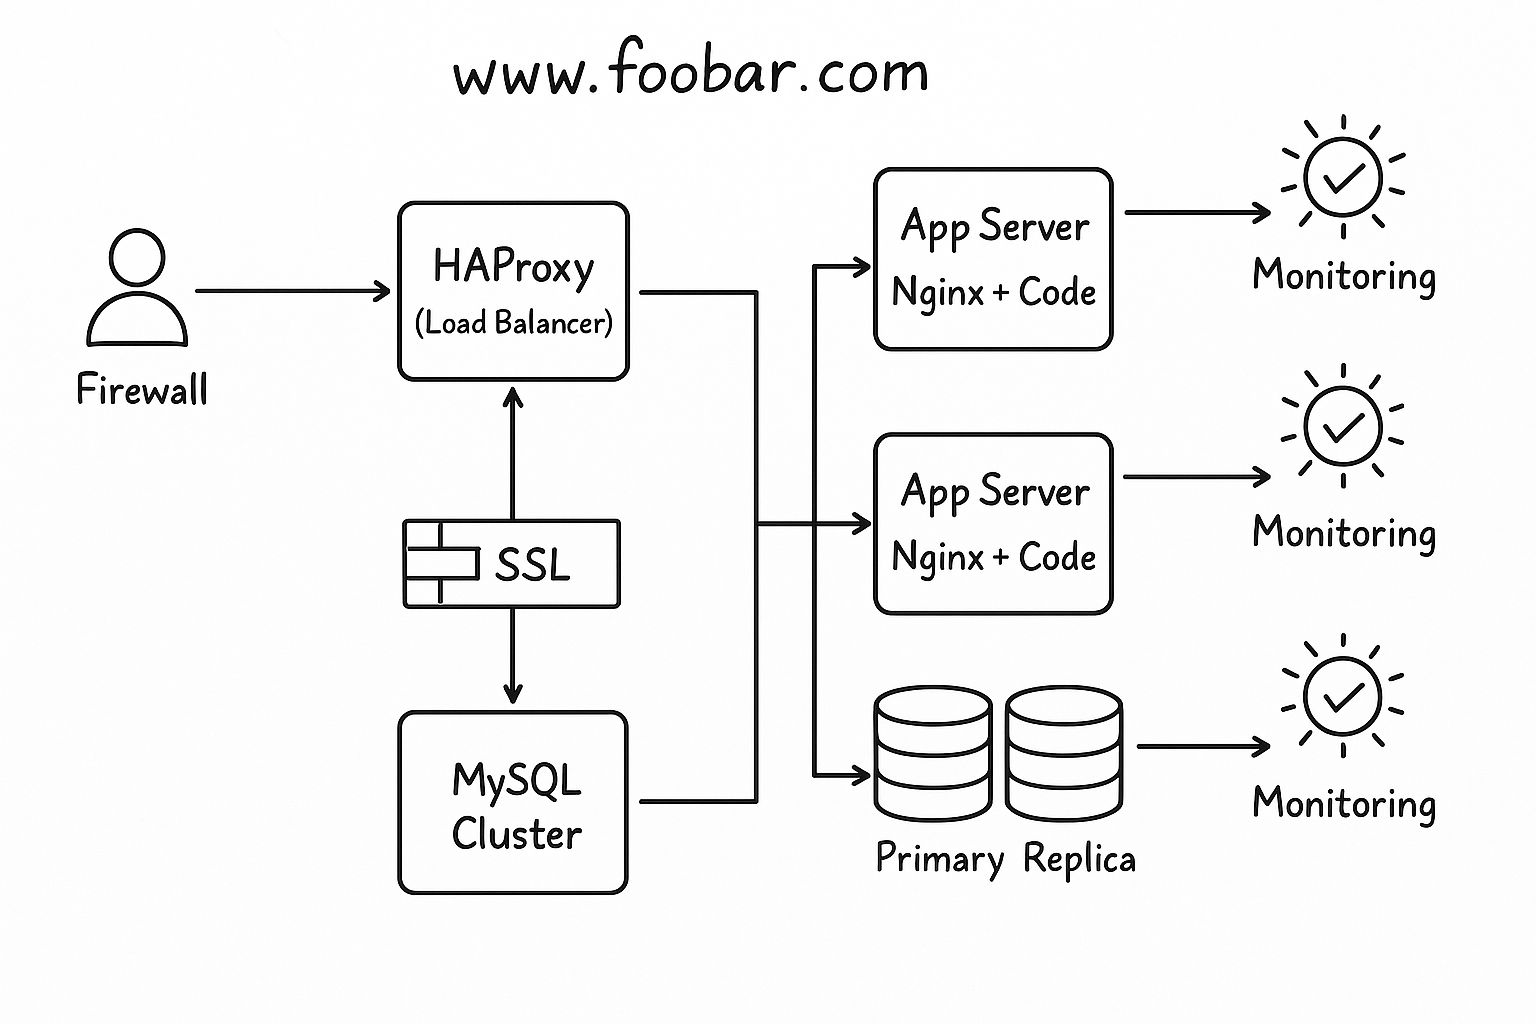 www.foobar.com
Firewall
HAProxy
(Load Balancer)
SSL
MySQL
Cluster
App Server
Nginx + Code
Monitoring
App Server
Nginx + Code
Monitoring
Primary Replica
Monitoring